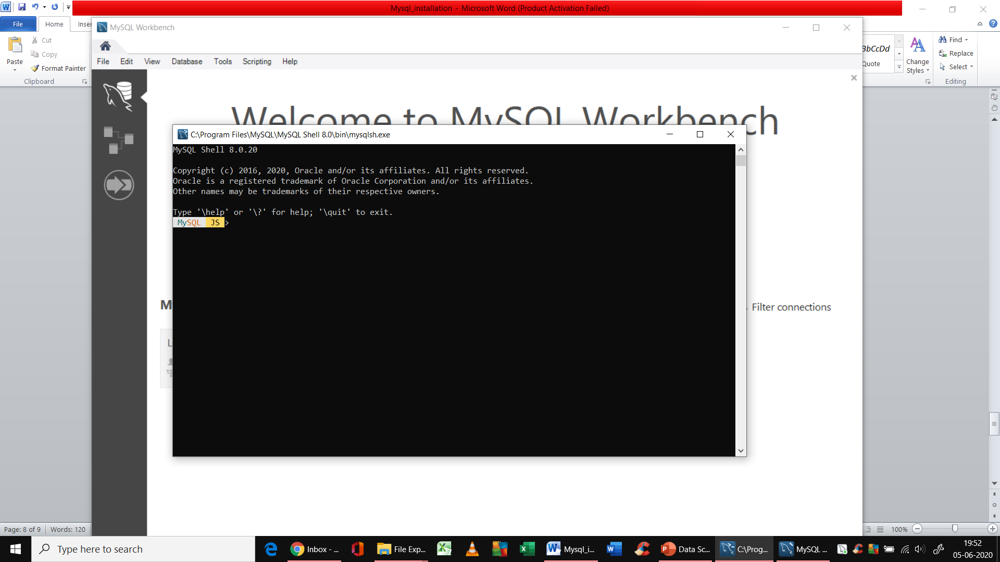 Mysql_installation - Microsoft Word (Product Activation Failed)
File
Home
MySQL Workbench
Cut
Copy
Format Painter
Paste
Clipboard
File Edit View Database Tools Scripting Help
BbCcDd
Quote
Change
Styles
Find
Replace
Select
Editing
Welcome to MySQL Workbench
C:\Program Files\MySQL\MySQL Shell 8.0\bin\mysqlsh.exe
MySQL Shell 8.0.20
Copyright (c) 2016, 2020, Oracle and/or its affiliates. All rights reserved.
Oracle is a registered trademark of Oracle Corporation and/or its affiliates.
Other names may be trademarks of their respective owners.
Type '\help' or '\?' for help; '\quit' to exit.
MySQL JS >
Filter connections
Page: 8 of 9
Words: 120
100%
Type here to search
Inbox - ...
File Exp...
Mysql_i...
Data Sc...
C:\Prog...
MySQL ...
19:52
05-06-2020